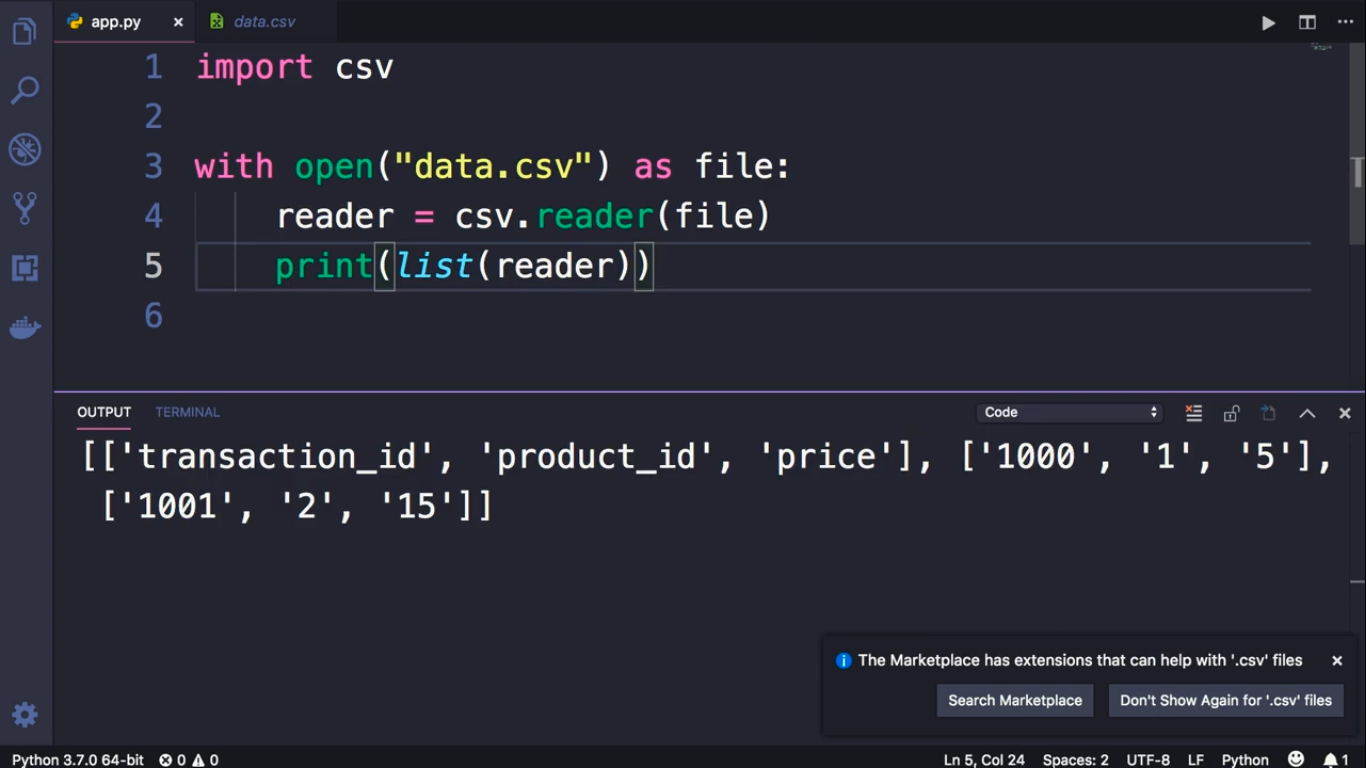 app.py
data.csv
1 import csv
2
3 with open("data.csv") as file:
4 reader = csv.reader(file)
5 print(list(reader))
6
OUTPUT TERMINAL Code
[['transaction_id', 'product_id', 'price'], ['1000', '1', '5'],
['1001', '2', '15']]
The Marketplace has extensions that can help with '.csv' files
Search Marketplace Don't Show Again for '.csv' files
Python 3.7.0 64-bit 0 0 Ln 5, Col 24 Spaces: 2 UTF-8 LF Python 1